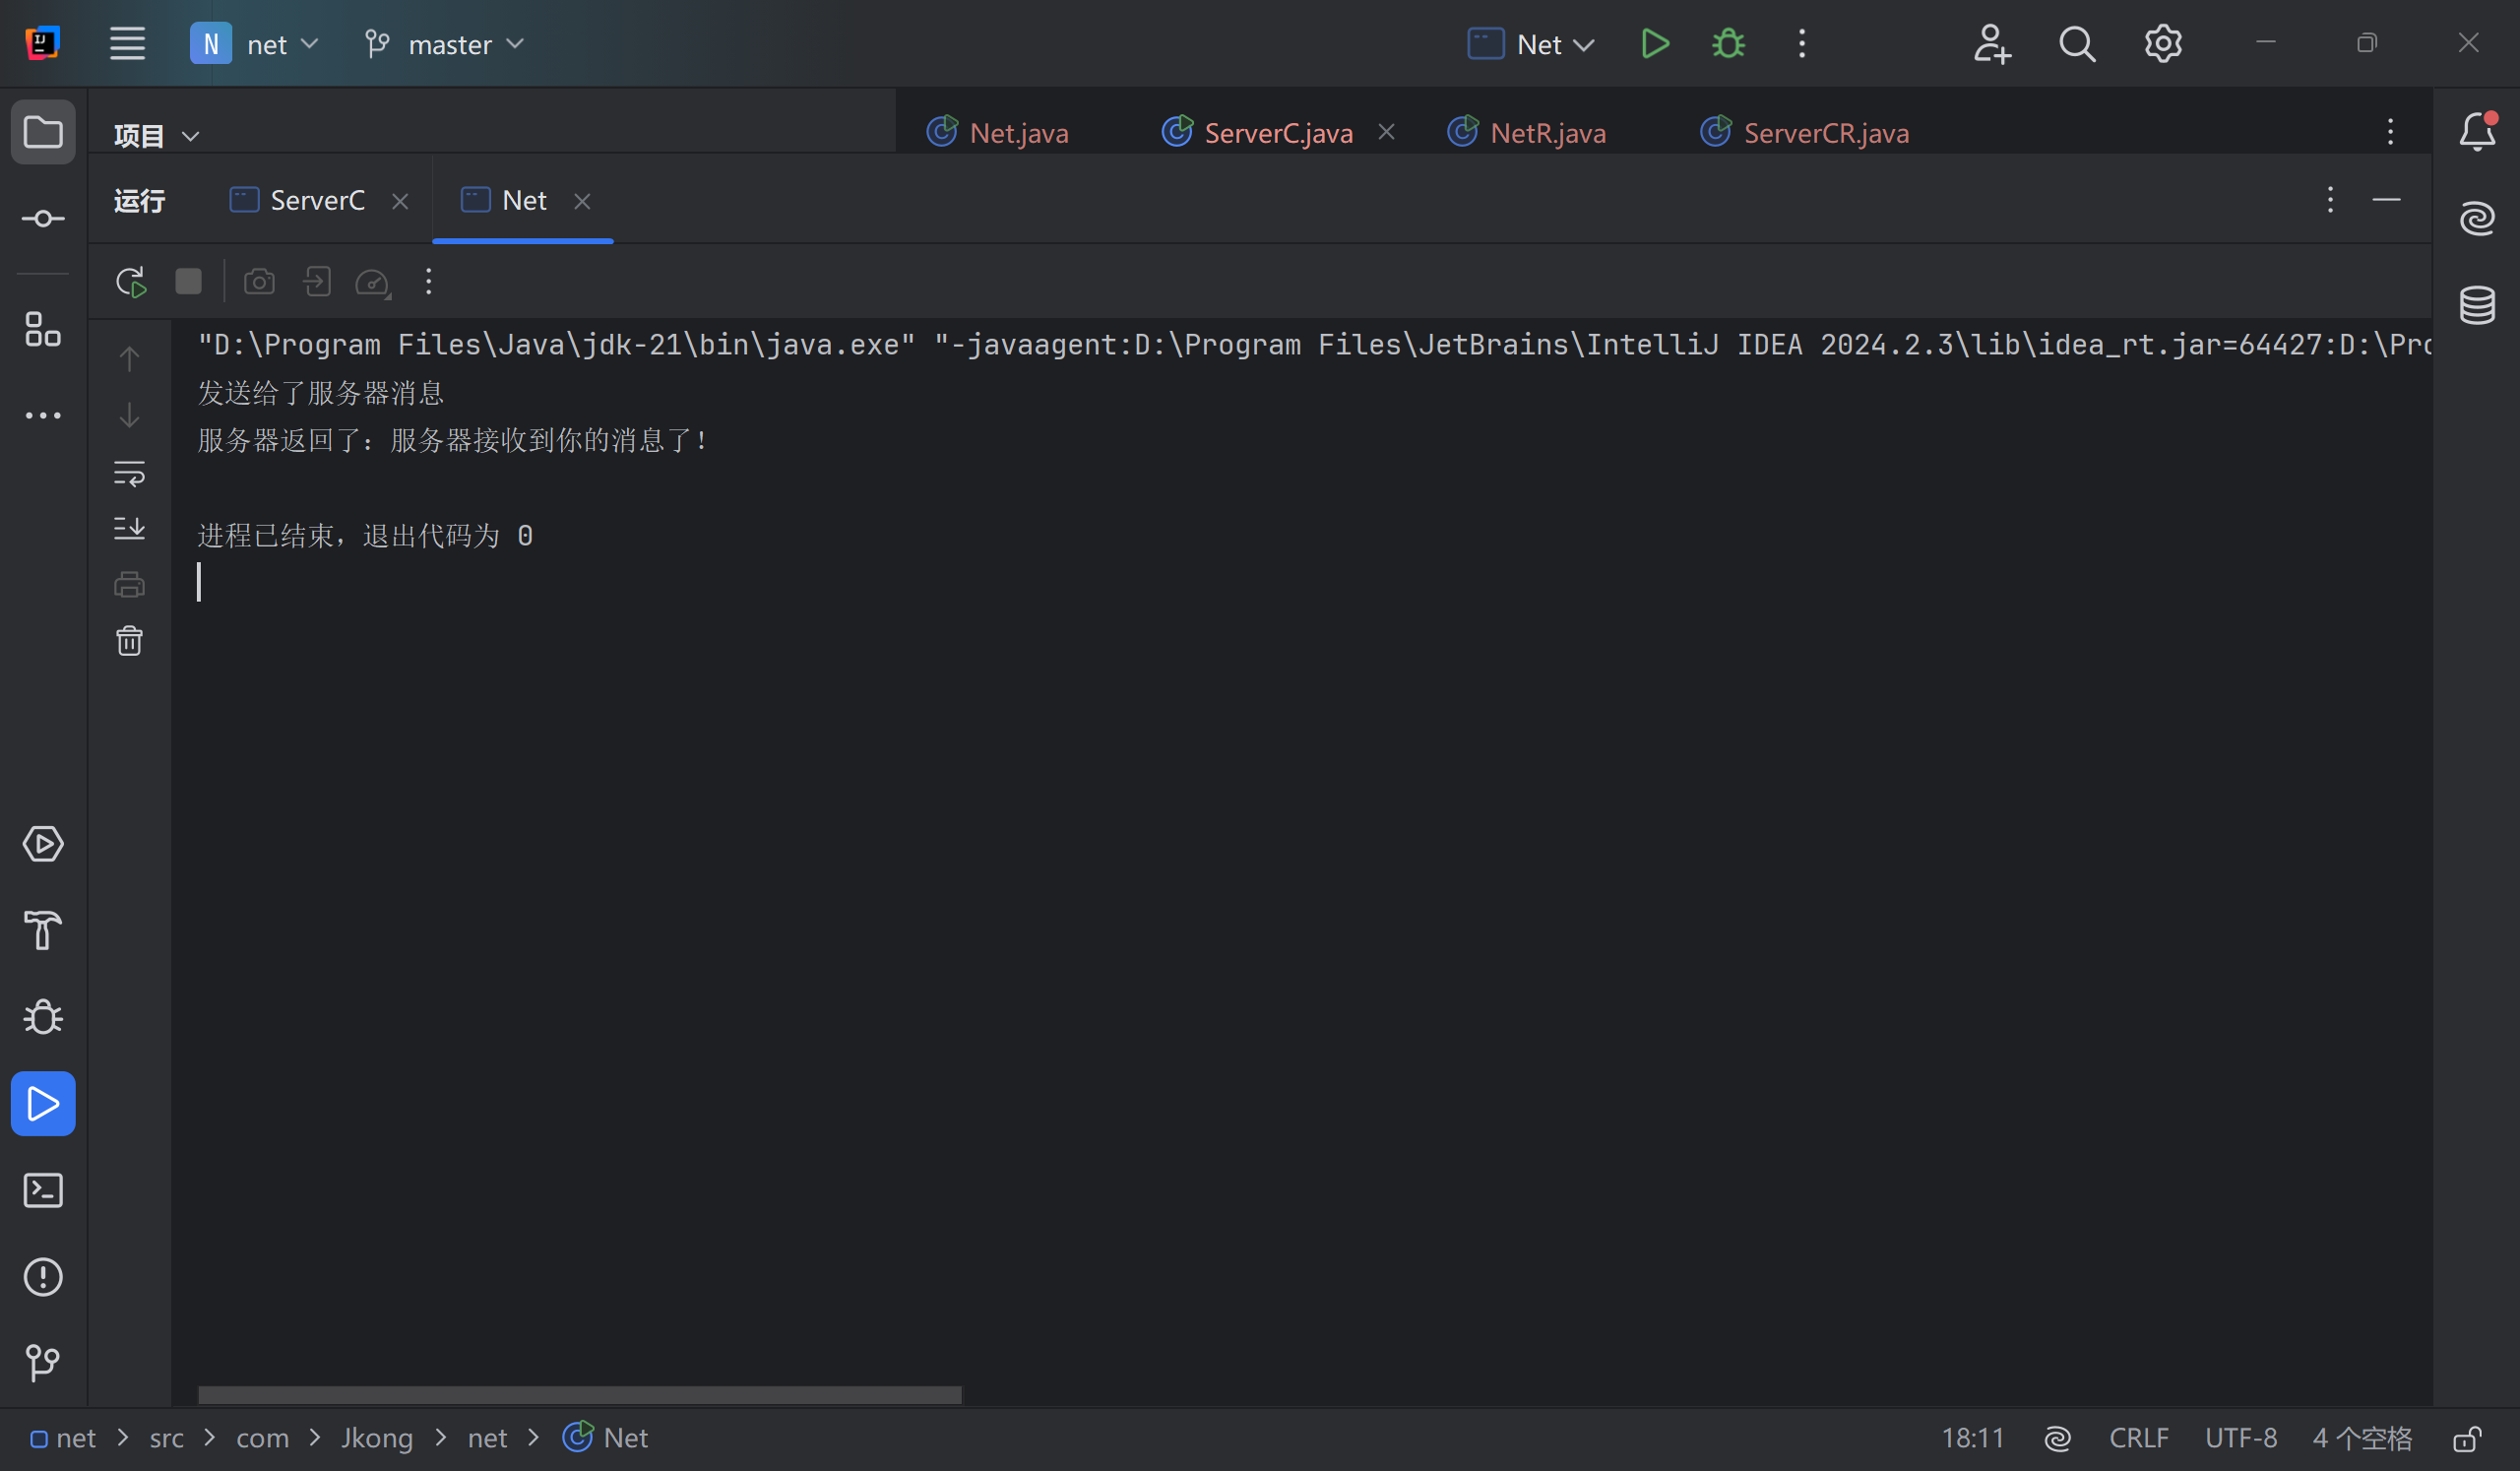 N net master Net
项目 Net.java ServerC.java NetR.java ServerCR.java
运行 ServerC Net
"D:\Program Files\Java\jdk-21\bin\java.exe" "-javaagent:D:\Program Files\JetBrains\IntelliJ IDEA 2024.2.3\lib\idea_rt.jar=64427:D:\Pro
发送给了服务器消息
服务器返回了：服务器接收到你的消息了！
进程已结束，退出代码为 0
net > src > com > Jkong > net > Net 18:11 CRLF UTF-8 4 个空格